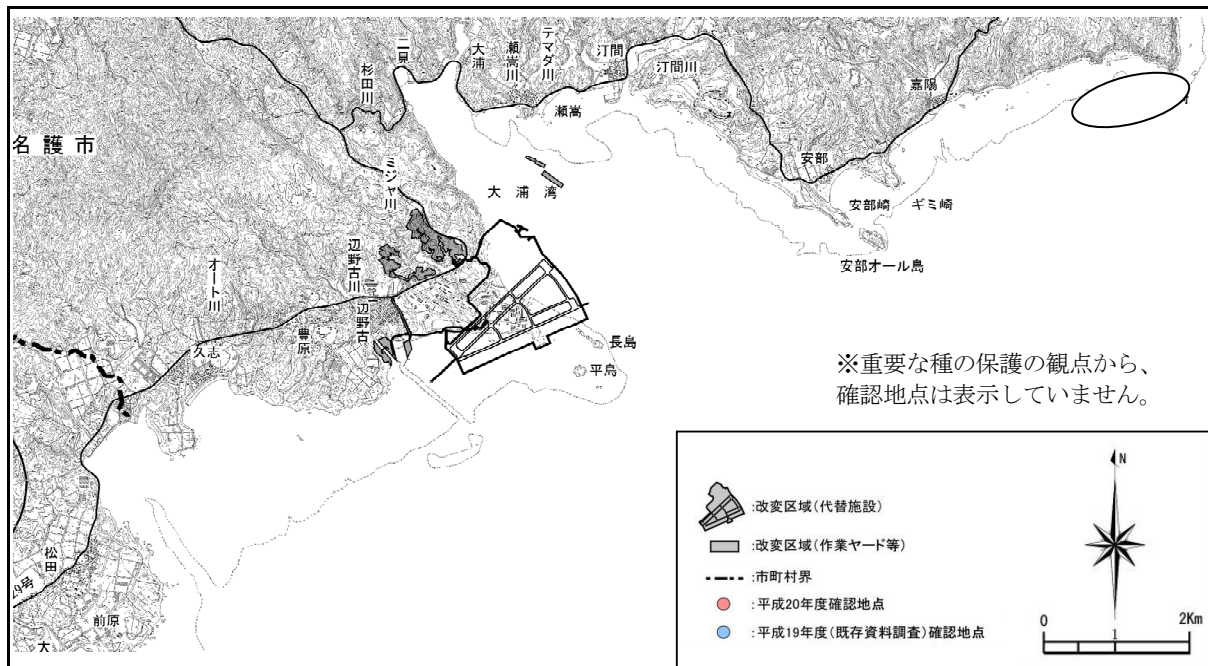 名護市
二見
杉田川
大浦
瀬嵩川
テマダ川
汀間
汀間川
瀬嵩
嘉陽
安部
大浦湾
ミジャ川
安部崎
ギミ崎
安部オール島
辺野古川
辺野古
オート川
豊原
久志
長島
平島
松田
29号
前原
大
※重要な種の保護の観点から、
確認地点は表示していません。
:改変区域(代替施設)
:改変区域(作業ヤード等)
:市町村界
:平成20年度確認地点
:平成19年度(既存資料調査)確認地点
N
0 1 2Km